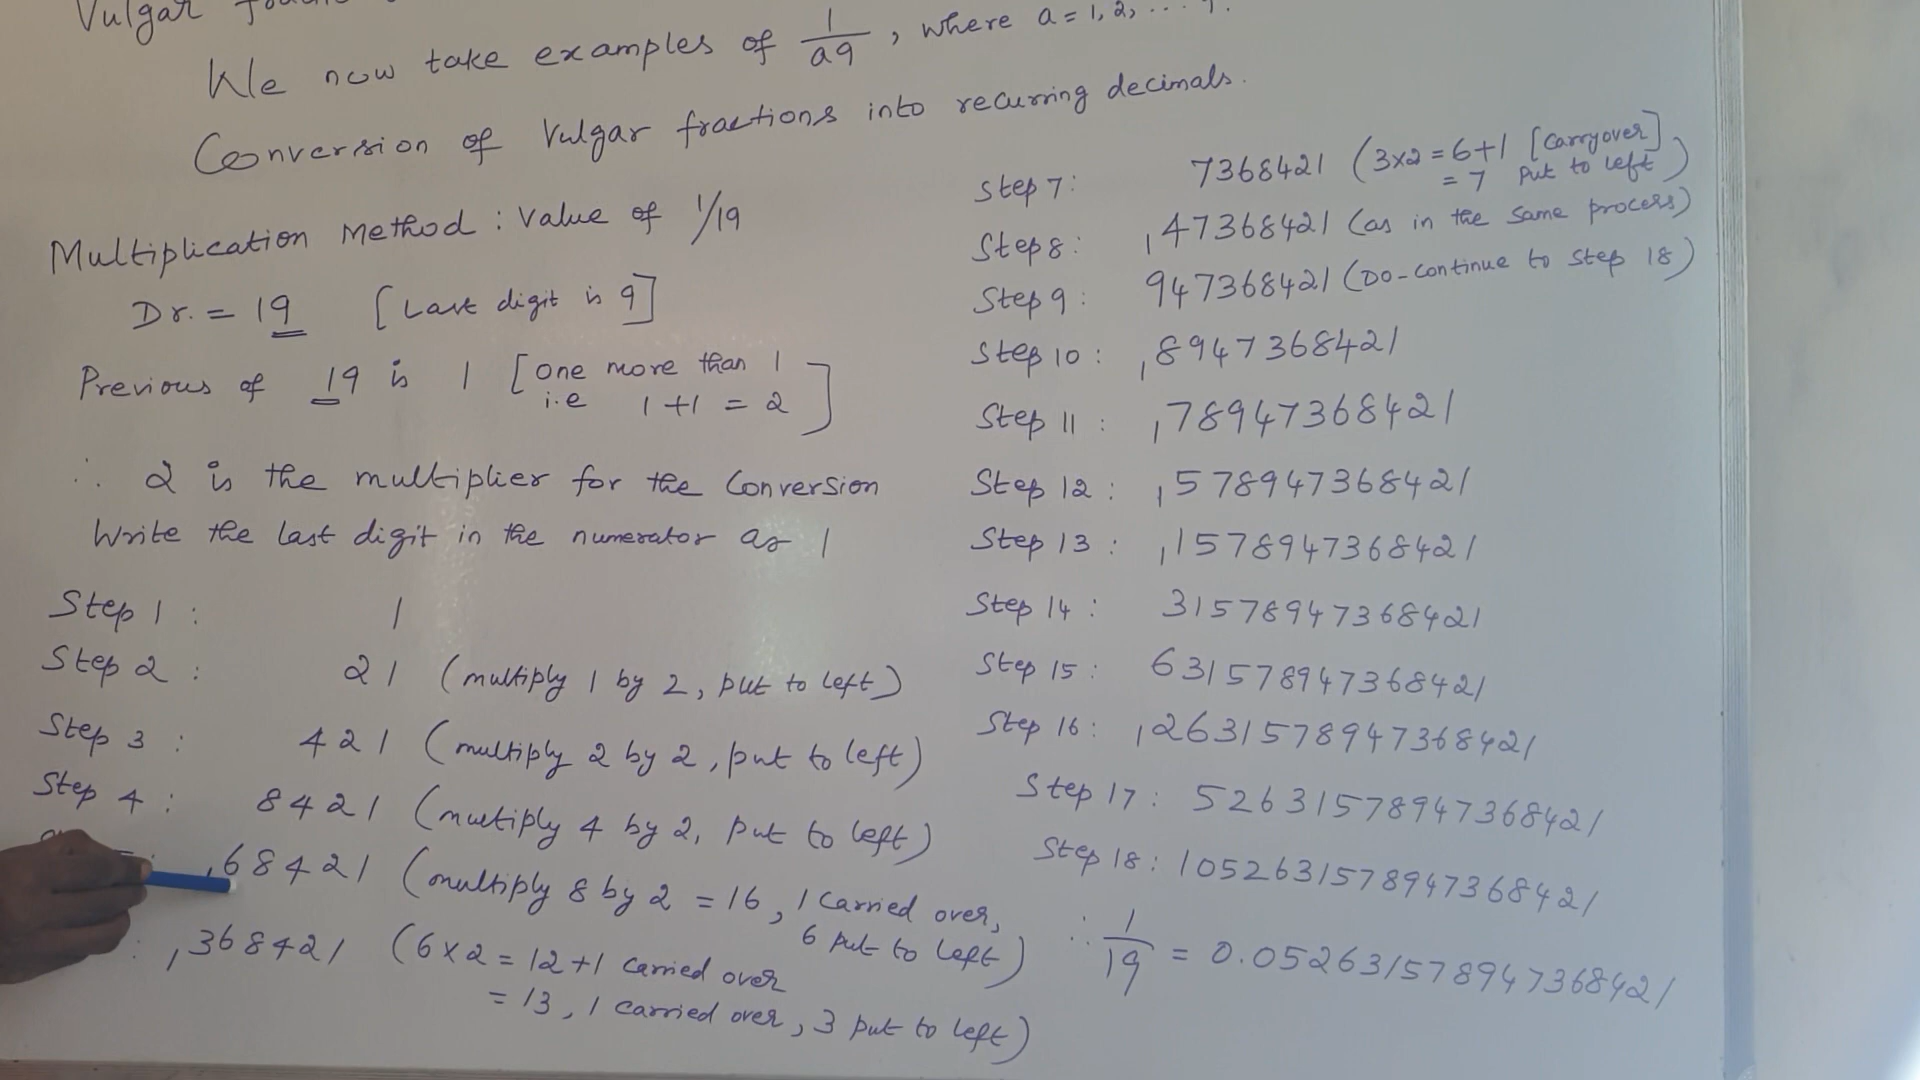 Vulgar
We now take examples of 1/a9, where a = 1, 2, ... 9.
Conversion of Vulgar fractions into recurring decimals.
Multiplication Method : Value of 1/19
Dr. = 19 [Last digit is 9]
Previous of 19 is 1 [one more than 1
i.e 1+1 = 2]
∴ 2 is the multiplier for the Conversion
Write the last digit in the numerator as 1
Step 1 : 1
Step 2 : 21 (multiply 1 by 2, put to left)
Step 3 : 421 (multiply 2 by 2, put to left)
Step 4 : 8421 (multiply 4 by 2, put to left)
,68421 (multiply 8 by 2 = 16, 1 carried over,
6 put to left)
: ,368421 (6x2 = 12+1 carried over
= 13, 1 carried over, 3 put to left)
Step 7: 7368421 (3x2 = 6+1 [Carryover]
= 7 put to left)
Step 8: ,47368421 (as in the same process)
Step 9: 947368421 (Do-continue to step 18)
Step 10 : ,8947368421
Step 11 : ,78947368421
Step 12 : ,578947368421
Step 13 : ,1578947368421
Step 14 : 31578947368421
Step 15 : 631578947368421
Step 16 : ,2631578947368421
Step 17 : 52631578947368421
Step 18 : 1052631578947368421
∴ 1/19 = 0.052631578947368421